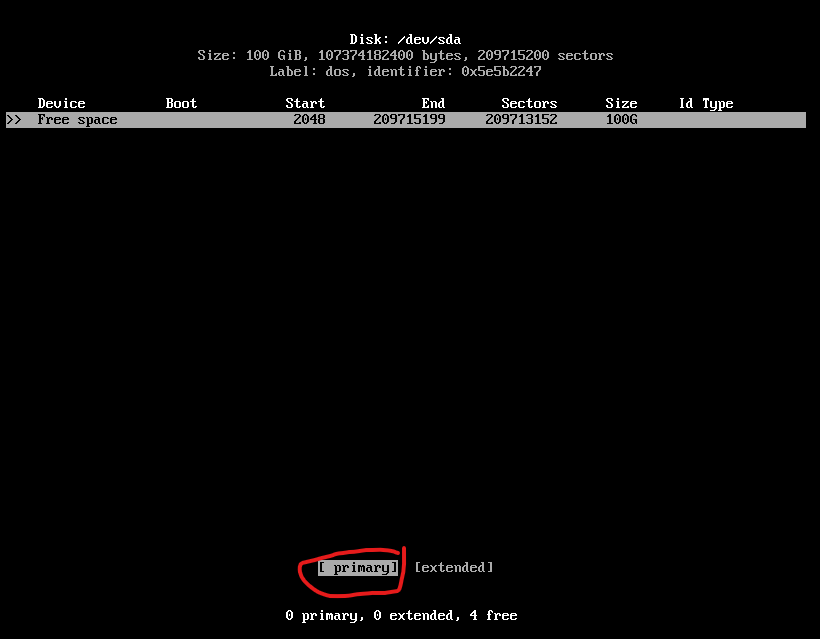 Disk: /dev/sda
Size: 100 GiB, 107374182400 bytes, 209715200 sectors
Label: dos, identifier: 0x5e5b2247
Device Boot Start End Sectors Size Id Type
>> Free space 2048 209715199 209713152 100G
[ primary] [extended]
0 primary, 0 extended, 4 free